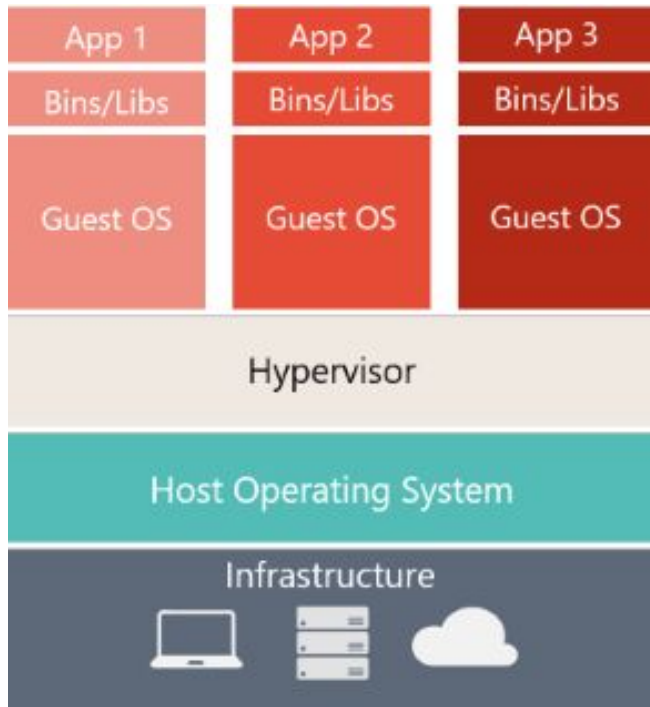 App 1 App 2 App 3
Bins/Libs Bins/Libs Bins/Libs
Guest OS Guest OS Guest OS
Hypervisor
Host Operating System
Infrastructure